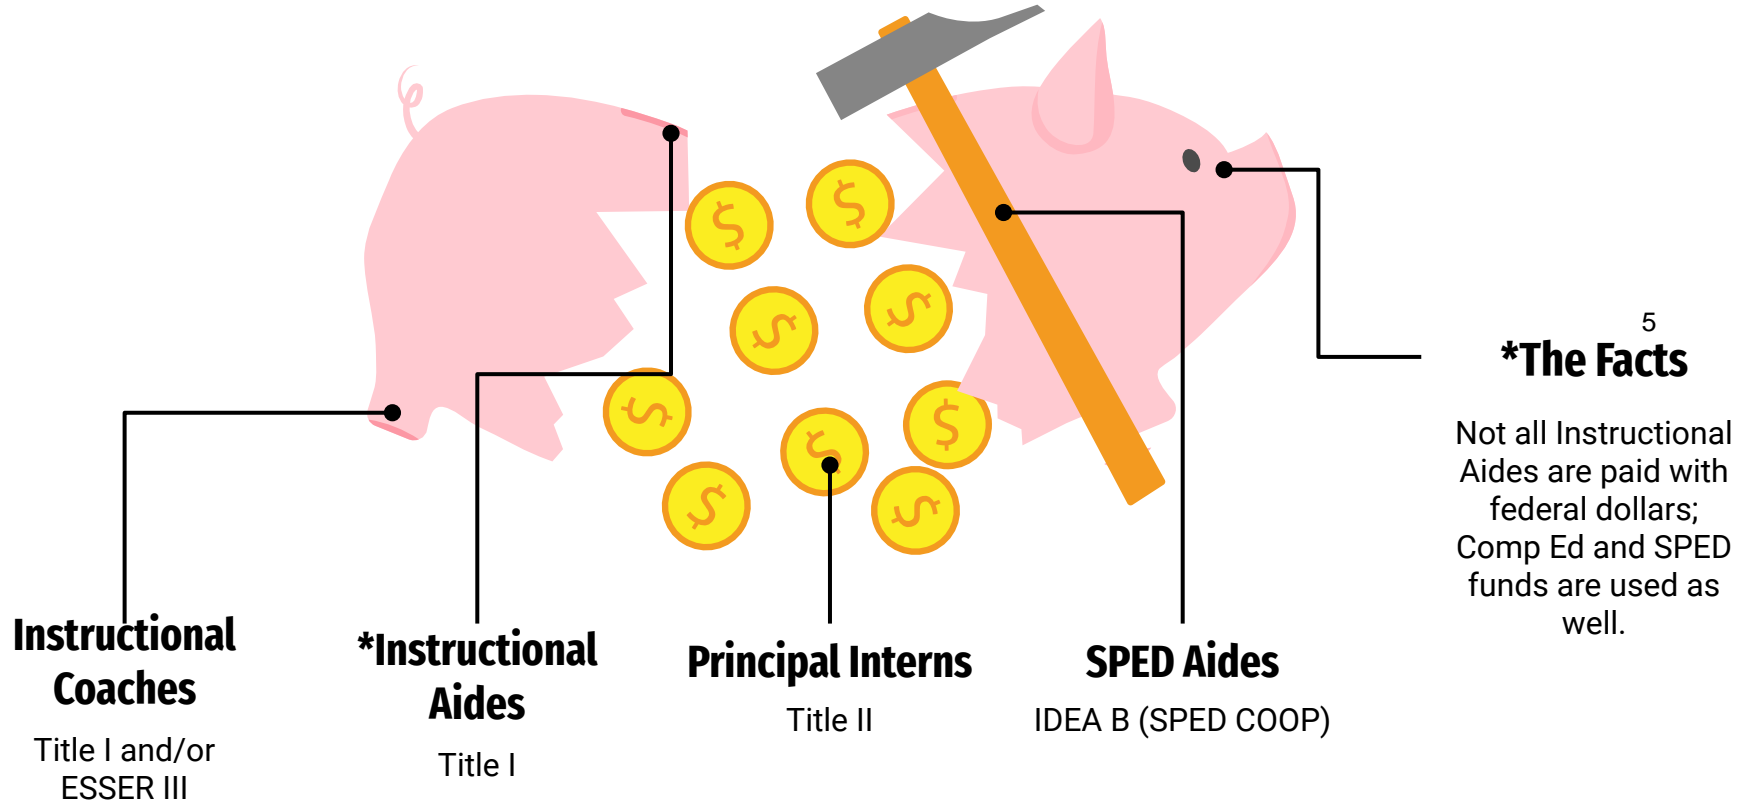 5
*The Facts
Not all Instructional
Aides are paid with
federal dollars;
Comp Ed and SPED
funds are used as
well.
Instructional
Coaches
Title I and/or
ESSER III
*Instructional
Aides
Title I
Principal Interns
Title II
SPED Aides
IDEA B (SPED COOP)
$
$
$
$
$
$
$
$
$